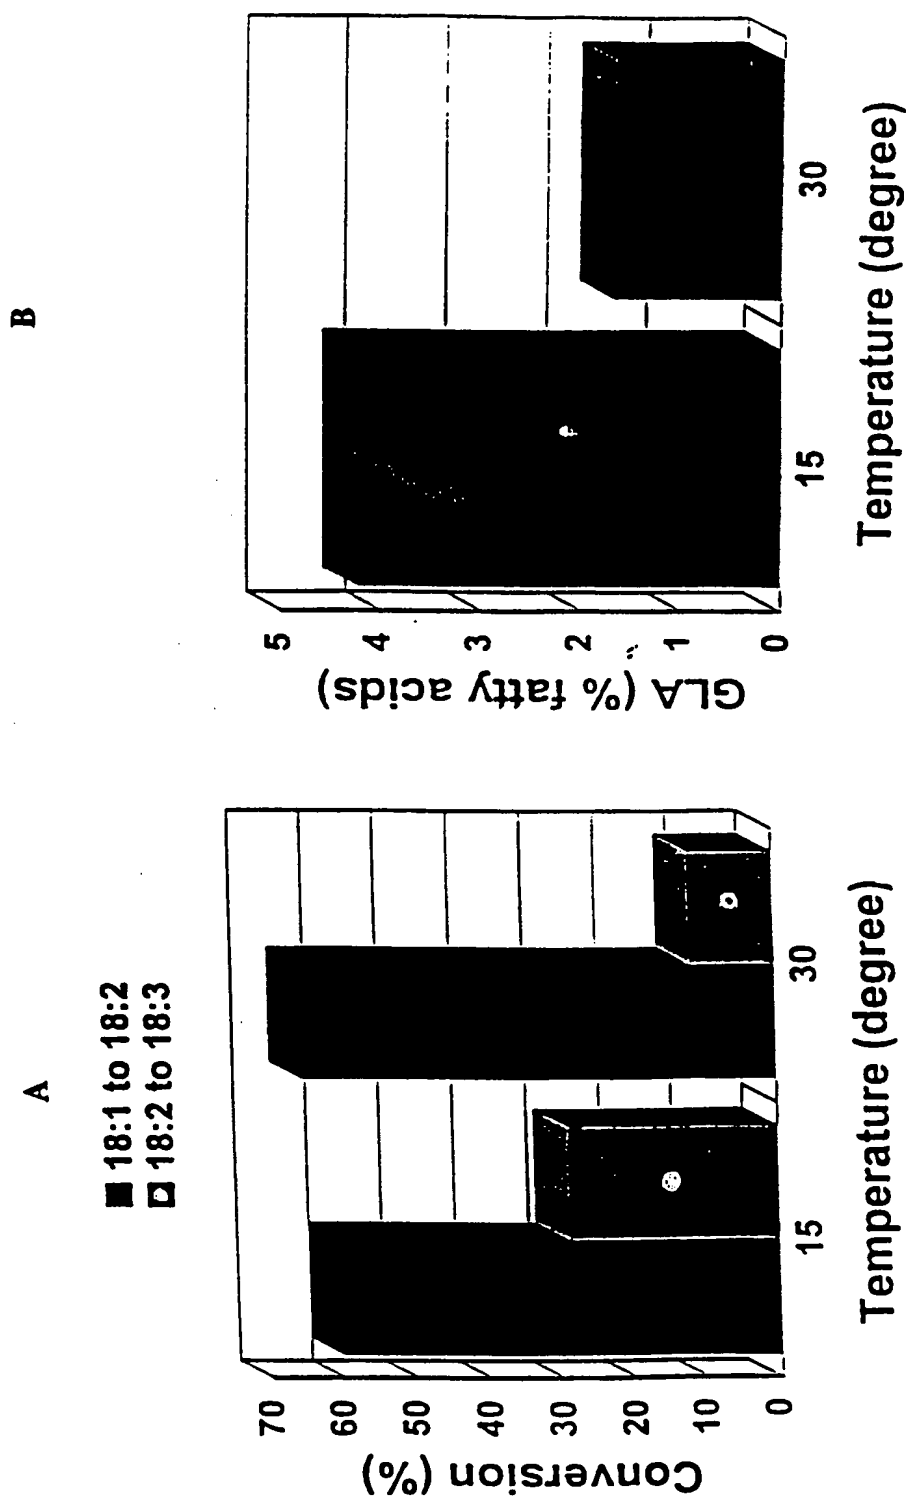 A
18:1 to 18:2
18:2 to 18:3
Conversion (%)
70
60
50
40
30
20
10
0
15
30
Temperature (degree)
B
GLA (% fatty acids)
5
4
3
2
1
0
15
30
Temperature (degree)